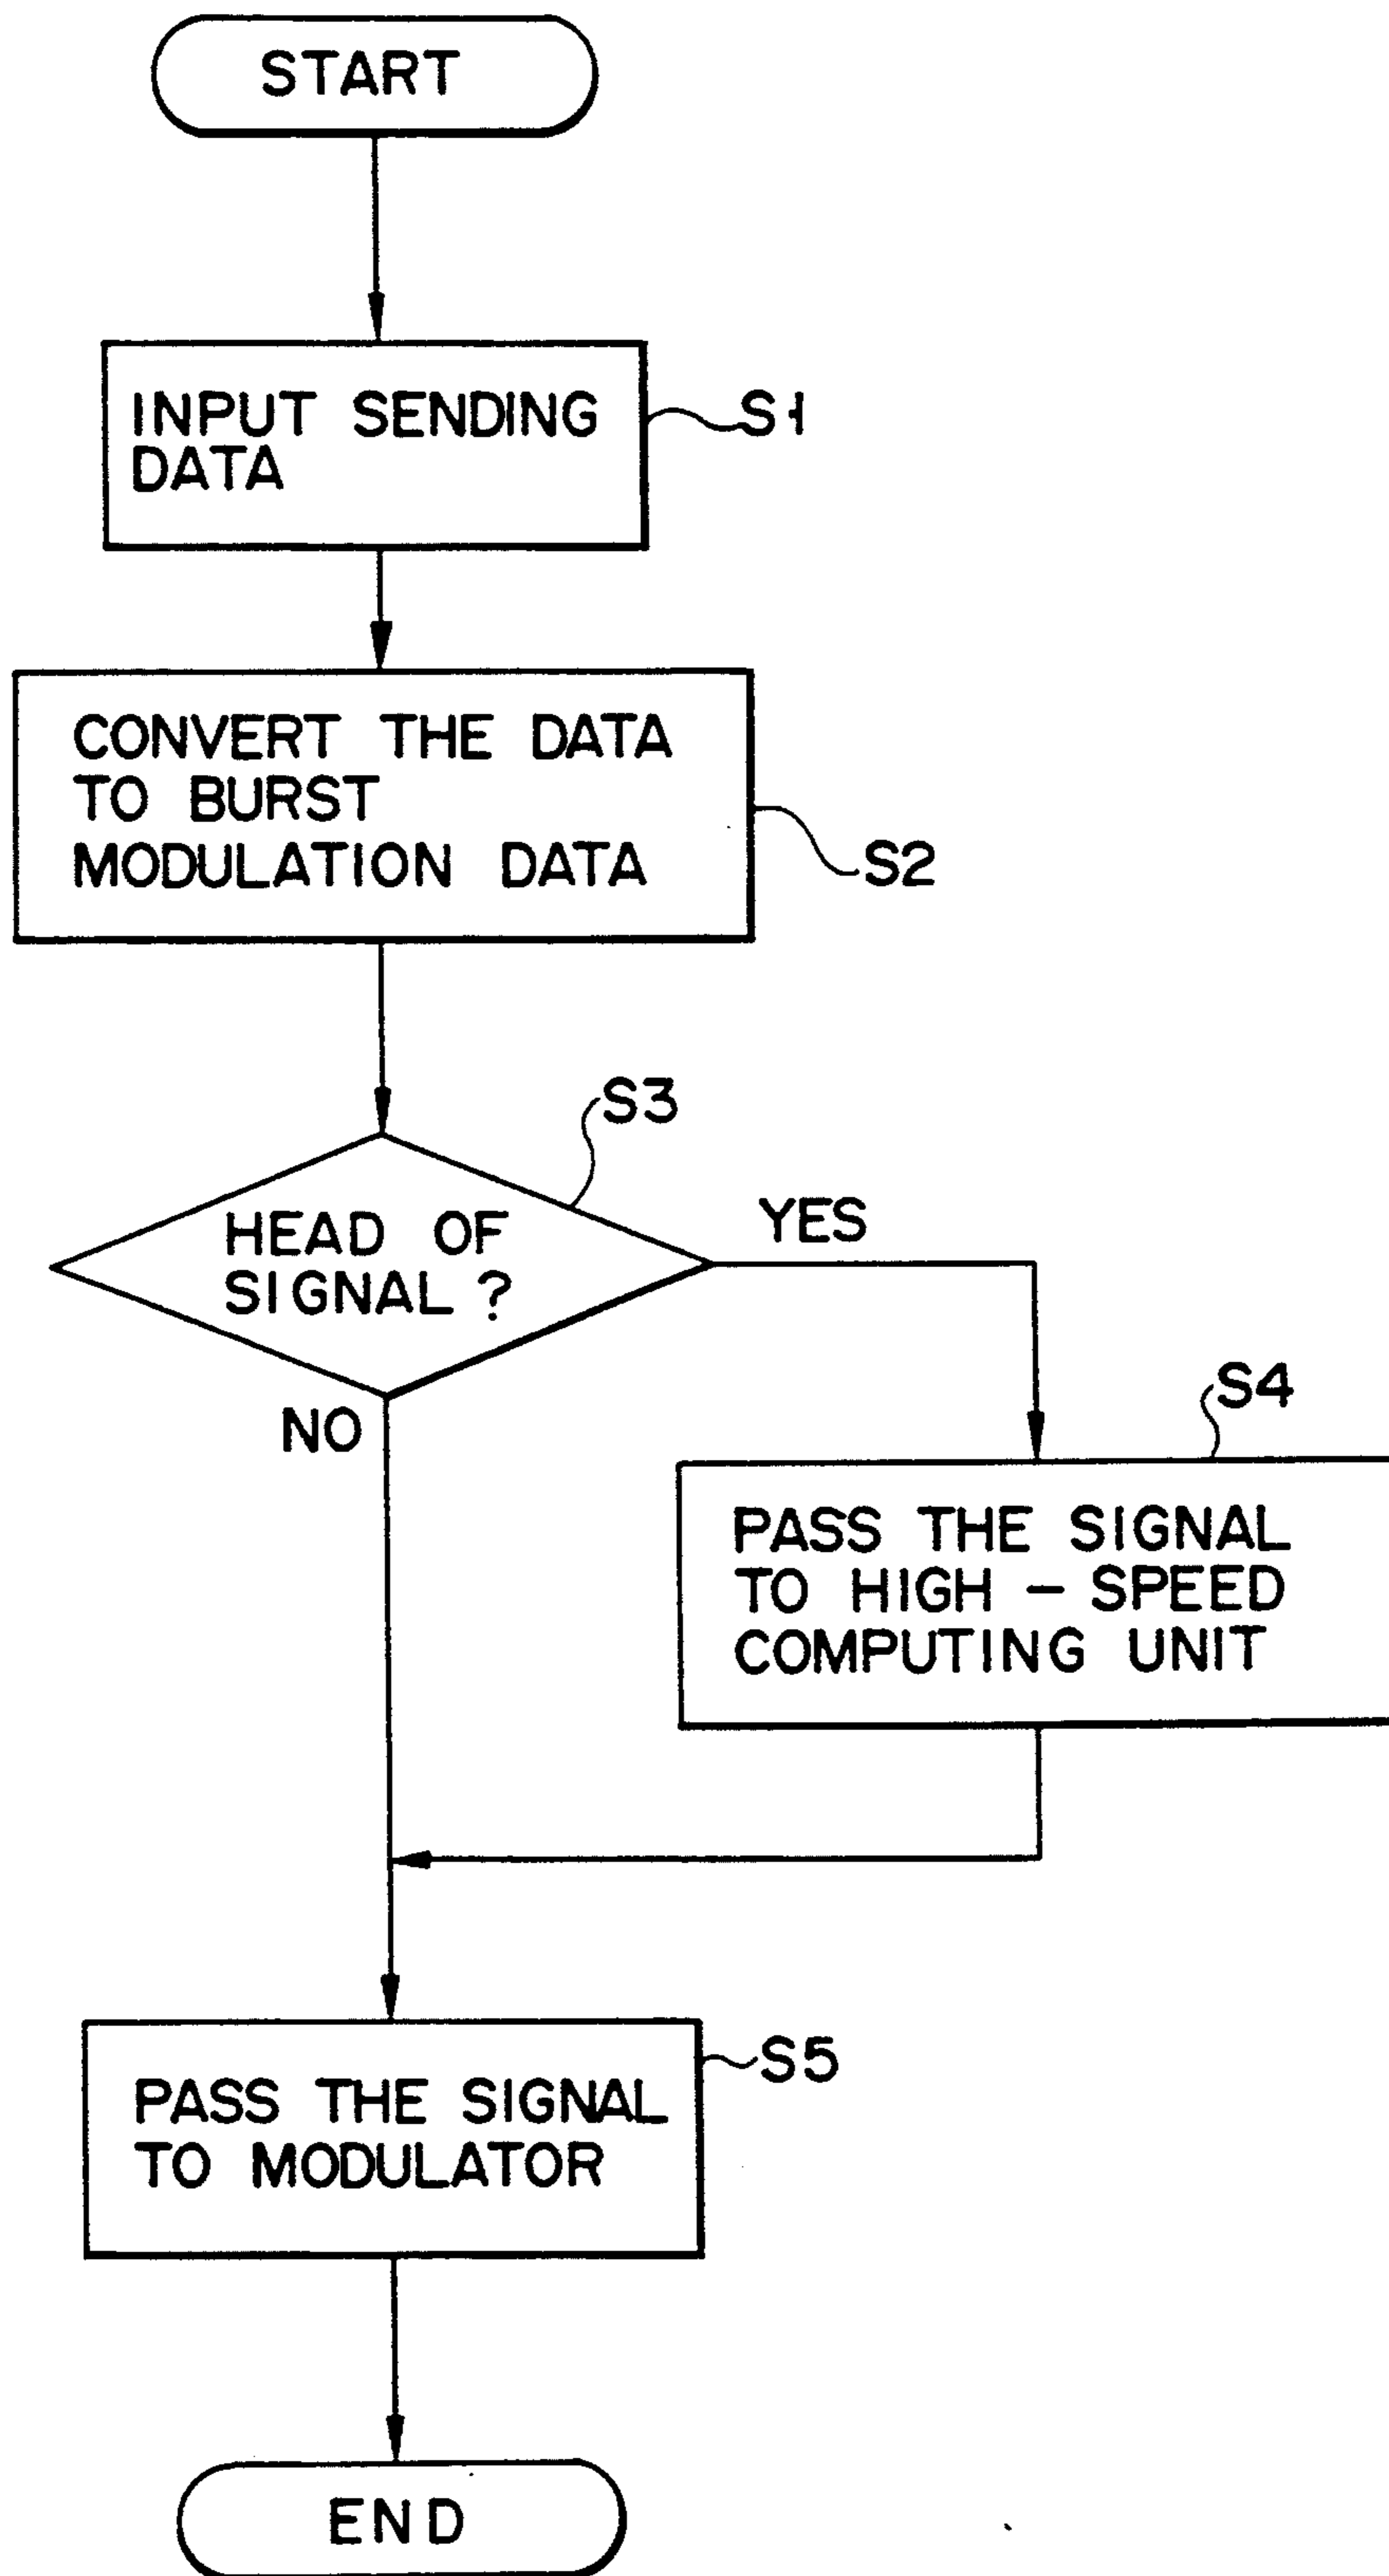 START
INPUT SENDING
DATA
S1
CONVERT THE DATA
TO BURST
MODULATION DATA
S2
S3
HEAD OF
SIGNAL ?
YES
NO
S4
PASS THE SIGNAL
TO HIGH - SPEED
COMPUTING UNIT
PASS THE SIGNAL
TO MODULATOR
S5
END